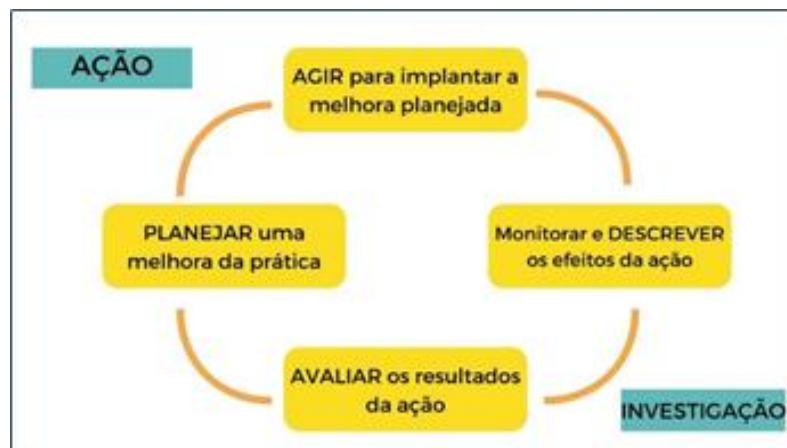 AÇÃO
AGIR para implantar a
melhora planejada
PLANEJAR uma
melhora da prática
Monitorar e DESCREVER
os efeitos da ação
AVALIAR os resultados
da ação
INVESTIGAÇÃO